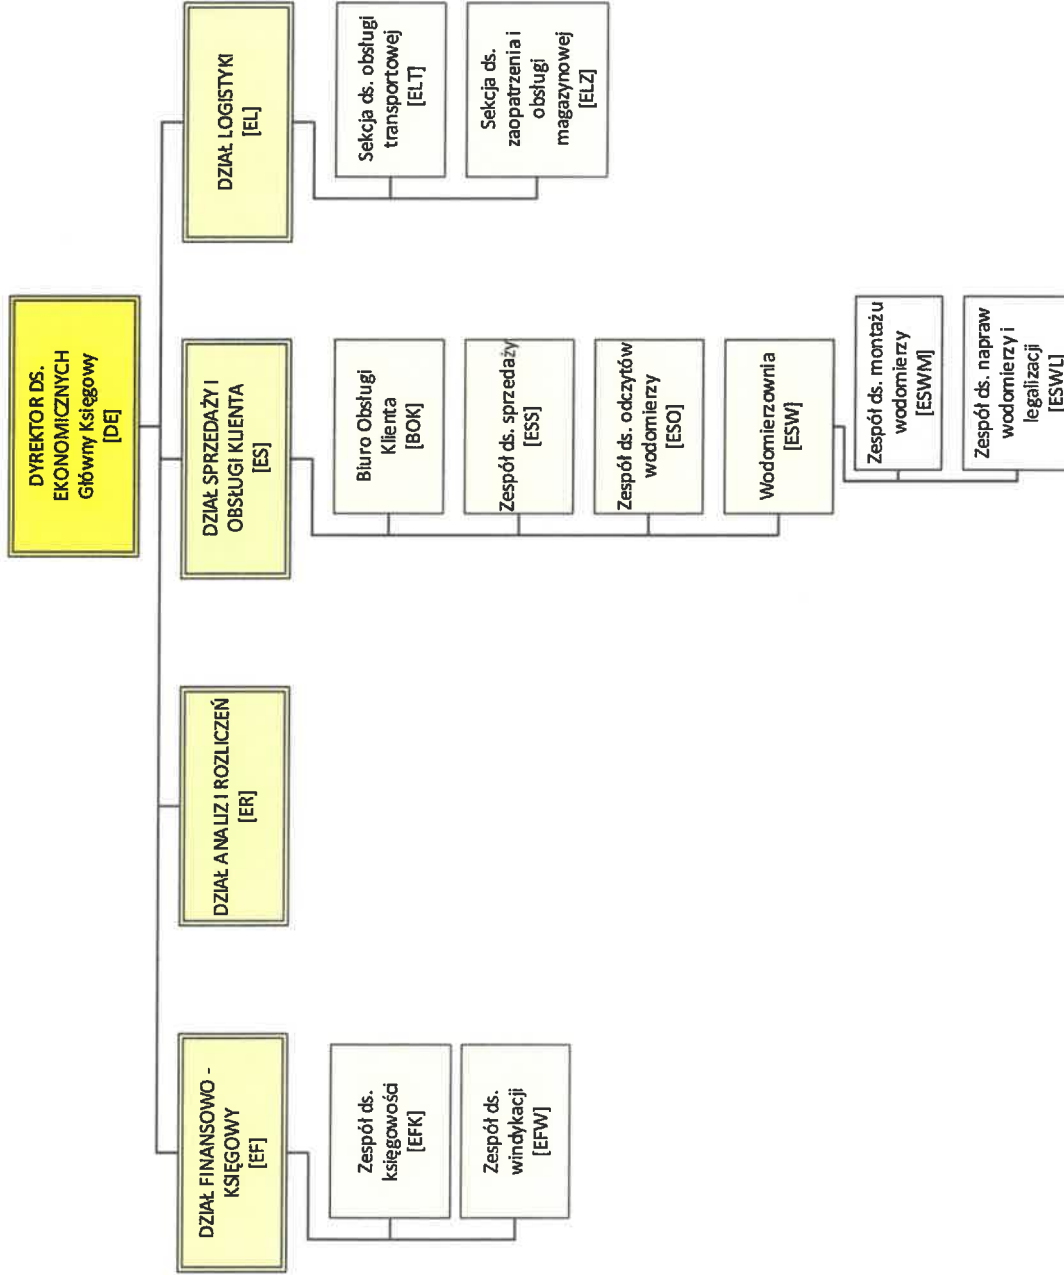 DYREKTOR DS.
EKONOMICZNYCH
Główny Księgowy
[DE]
DZIAŁ FINANSOWO -
KSIĘGOWY
[EF]
Zespół ds.
księgowości
[EFK]
Zespół ds.
windykacji
[EFW]
DZIAŁ ANALIZ I ROZLICZEŃ
[ER]
DZIAŁ SPRZEDAŻY I
OBSŁUGI KLIENTA
[ES]
Biuro Obsługi
Klienta
[BOK]
Zespół ds. sprzedaży
[ESS]
Zespół ds. odczytów
wodomierzy
[ESO]
Wodomierzownia
[ESW]
Zespół ds. montażu
wodomierzy
[ESWM]
Zespół ds. napraw
wodomierzy i
legalizacji
[ESWL]
DZIAŁ LOGISTYKI
[EL]
Sekcja ds. obsługi
transportowej
[ELT]
Sekcja ds.
zaopatrzenia i
obsługi
magazynowej
[ELZ]